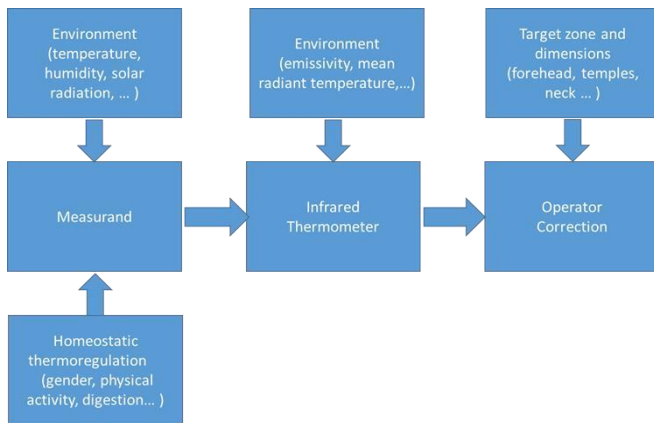 Environment
(temperature,
humidity, solar
radiation, … )
Environment
(emissivity, mean
radiant temperature,…)
Target zone and
dimensions
(forehead, temples,
neck … )
Measurand
Infrared
Thermometer
Operator
Correction
Homeostatic
thermoregulation
(gender, physical
activity, digestion… )